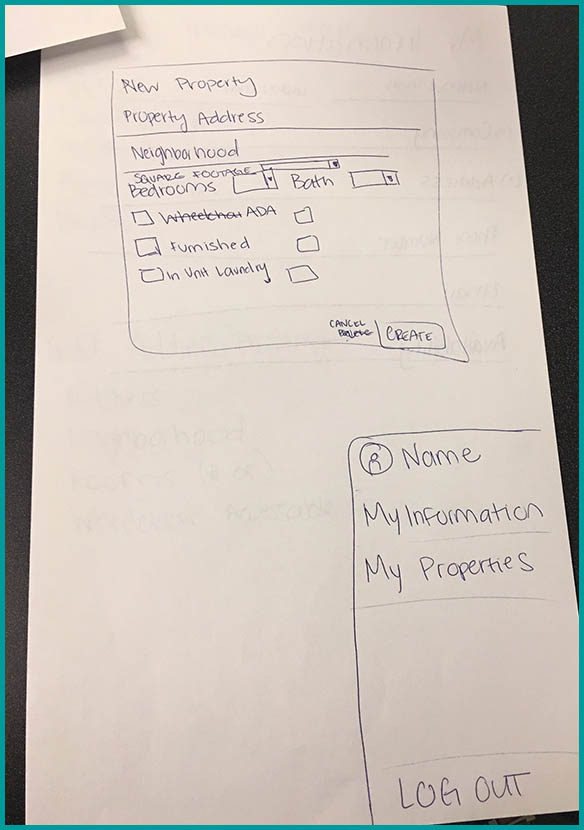 New Property
Property Address
Neighborhood
SQUARE FOOTAGE
Bedrooms Bath
Wheelchair ADA
Furnished
In Unit Laundry
CANCEL
CREATE
Name
My Information
My Properties
LOG OUT